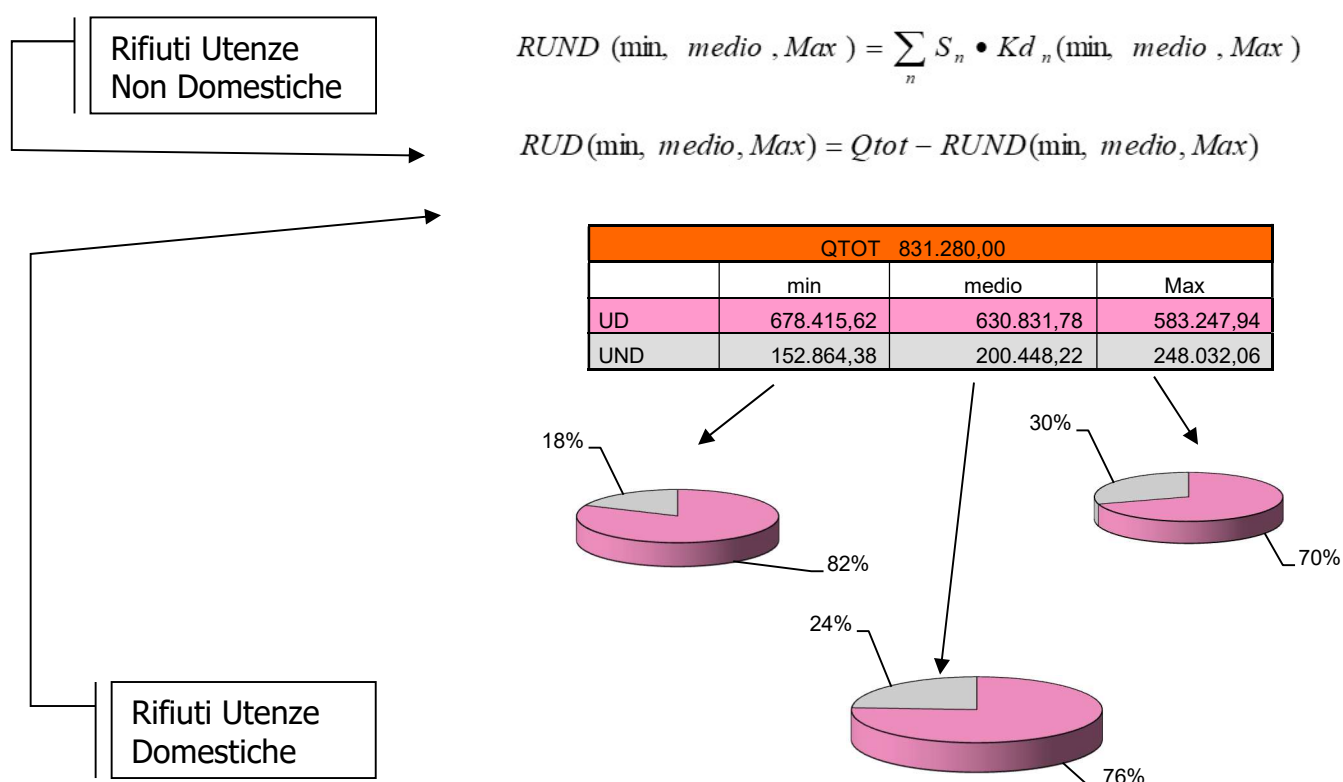 Rifiuti Utenze
Non Domestiche
RUND (min, medio , Max ) = ∑ n S n • Kd n (min, medio , Max )
RUD (min, medio, Max) = Qtot − RUND(min, medio, Max)
QTOT 831.280,00
min medio Max
UD 678.415,62 630.831,78 583.247,94
UND 152.864,38 200.448,22 248.032,06
18%
82%
30%
70%
24%
76%
Rifiuti Utenze
Domestiche